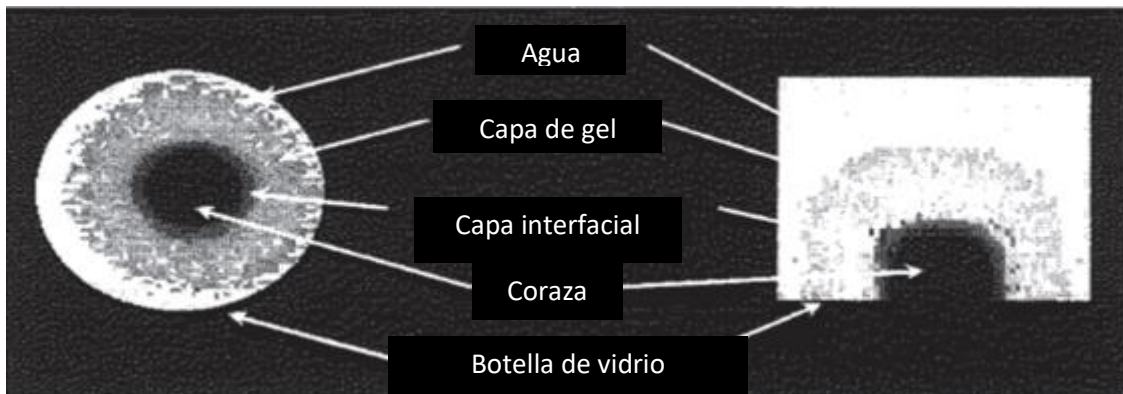 Agua
Capa de gel
Capa interfacial
Coraza
Botella de vidrio